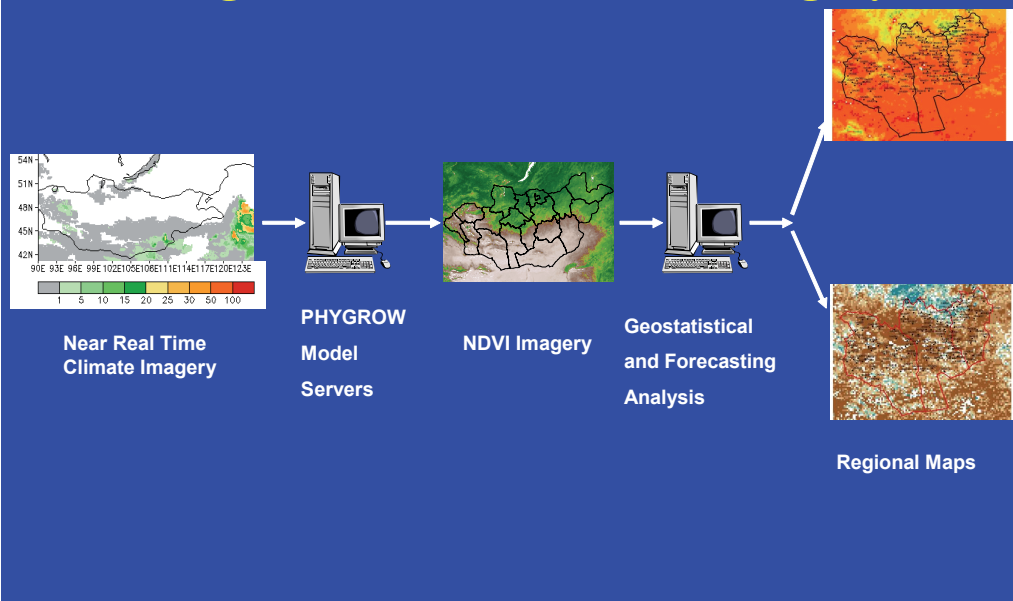 54N
51N
48N
45N
42N
90E 93E 96E 99E 102E105E108E111E114E117E120E123E
1 5 10 15 20 25 30 50 100
Near Real Time
Climate Imagery
PHYGROW
Model
Servers
NDVI Imagery
Geostatistical
and Forecasting
Analysis
Regional Maps